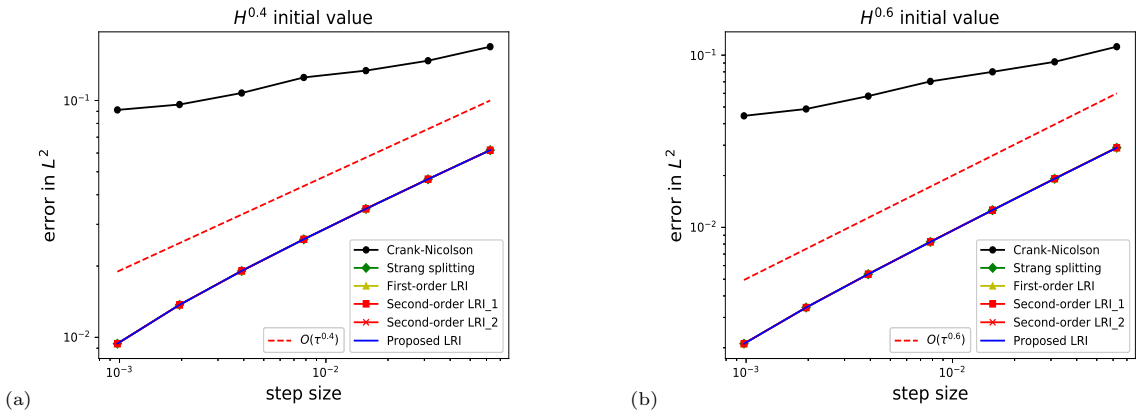 H^0.4 initial value
10^−1
10^−2
error in L^2
10^−3
10^−2
step size
O(τ^0.4)
Crank-Nicolson
Strang splitting
First-order LRI
Second-order LRI_1
Second-order LRI_2
Proposed LRI
(a)
H^0.6 initial value
10^−1
10^−2
error in L^2
10^−3
10^−2
step size
O(τ^0.6)
Crank-Nicolson
Strang splitting
First-order LRI
Second-order LRI_1
Second-order LRI_2
Proposed LRI
(b)